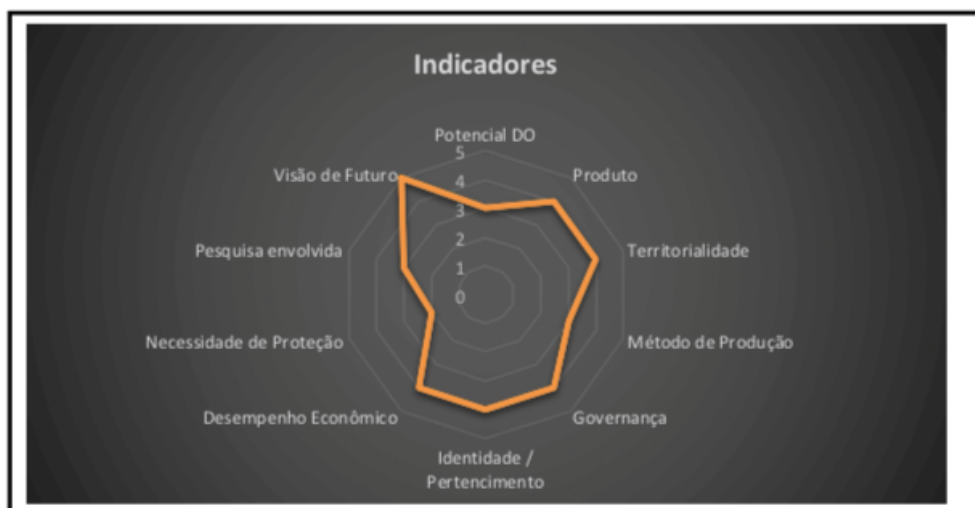 Indicadores
Potencial DO
Visão de Futuro
5
Produto
4
3
Pesquisa envolvida
2
Territorialidade
1
0
Necessidade de Proteção
Método de Produção
Desempenho Econômico
Governança
Identidade /
Pertencimento